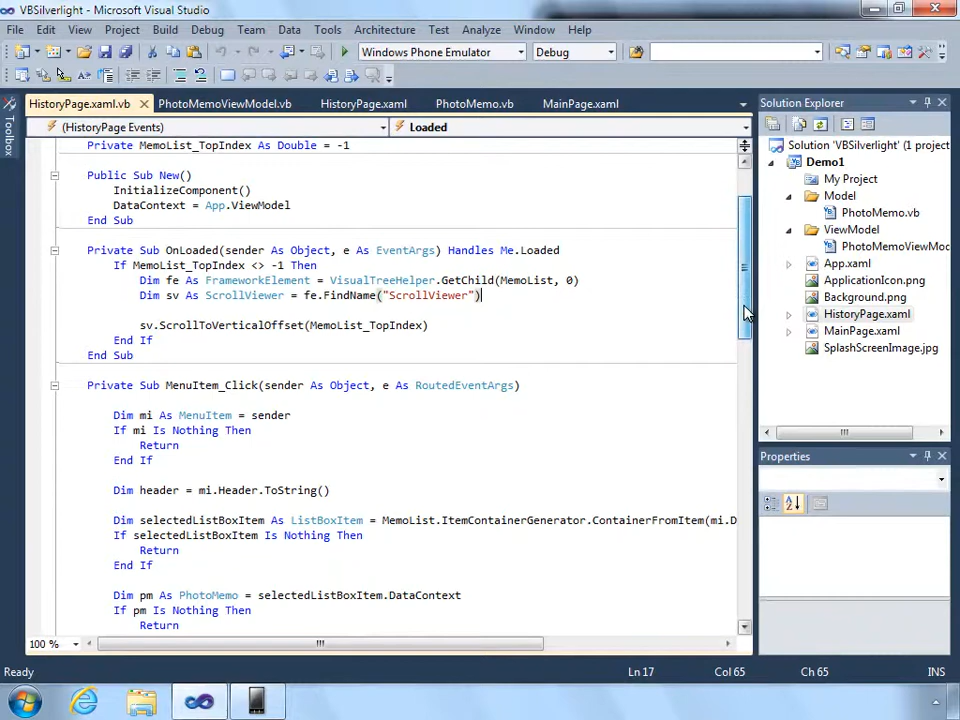 VBSilverlight - Microsoft Visual Studio
File Edit View Project Build Debug Team Data Tools Architecture Test Analyze Window Help
Windows Phone Emulator Debug
HistoryPage.xaml.vb PhotoMemoViewModel.vb HistoryPage.xaml PhotoMemo.vb MainPage.xaml
(HistoryPage Events) Loaded
Toolbox
Private MemoList_TopIndex As Double = -1
Public Sub New()
InitializeComponent()
DataContext = App.ViewModel
End Sub
Private Sub OnLoaded(sender As Object, e As EventArgs) Handles Me.Loaded
If MemoList_TopIndex <> -1 Then
Dim fe As FrameworkElement = VisualTreeHelper.GetChild(MemoList, 0)
Dim sv As ScrollViewer = fe.FindName("ScrollViewer")
sv.ScrollToVerticalOffset(MemoList_TopIndex)
End If
End Sub
Private Sub MenuItem_Click(sender As Object, e As RoutedEventArgs)
Dim mi As MenuItem = sender
If mi Is Nothing Then
Return
End If
Dim header = mi.Header.ToString()
Dim selectedListBoxItem As ListBoxItem = MemoList.ItemContainerGenerator.ContainerFromItem(mi.D
If selectedListBoxItem Is Nothing Then
Return
End If
Dim pm As PhotoMemo = selectedListBoxItem.DataContext
If pm Is Nothing Then
Return
100 %
Solution Explorer
Solution 'VBSilverlight' (1 project
Demo1
My Project
Model
PhotoMemo.vb
ViewModel
PhotoMemoViewMoc
App.xaml
ApplicationIcon.png
Background.png
HistoryPage.xaml
MainPage.xaml
SplashScreenImage.jpg
Properties
Ready Ln 17 Col 65 Ch 65 INS